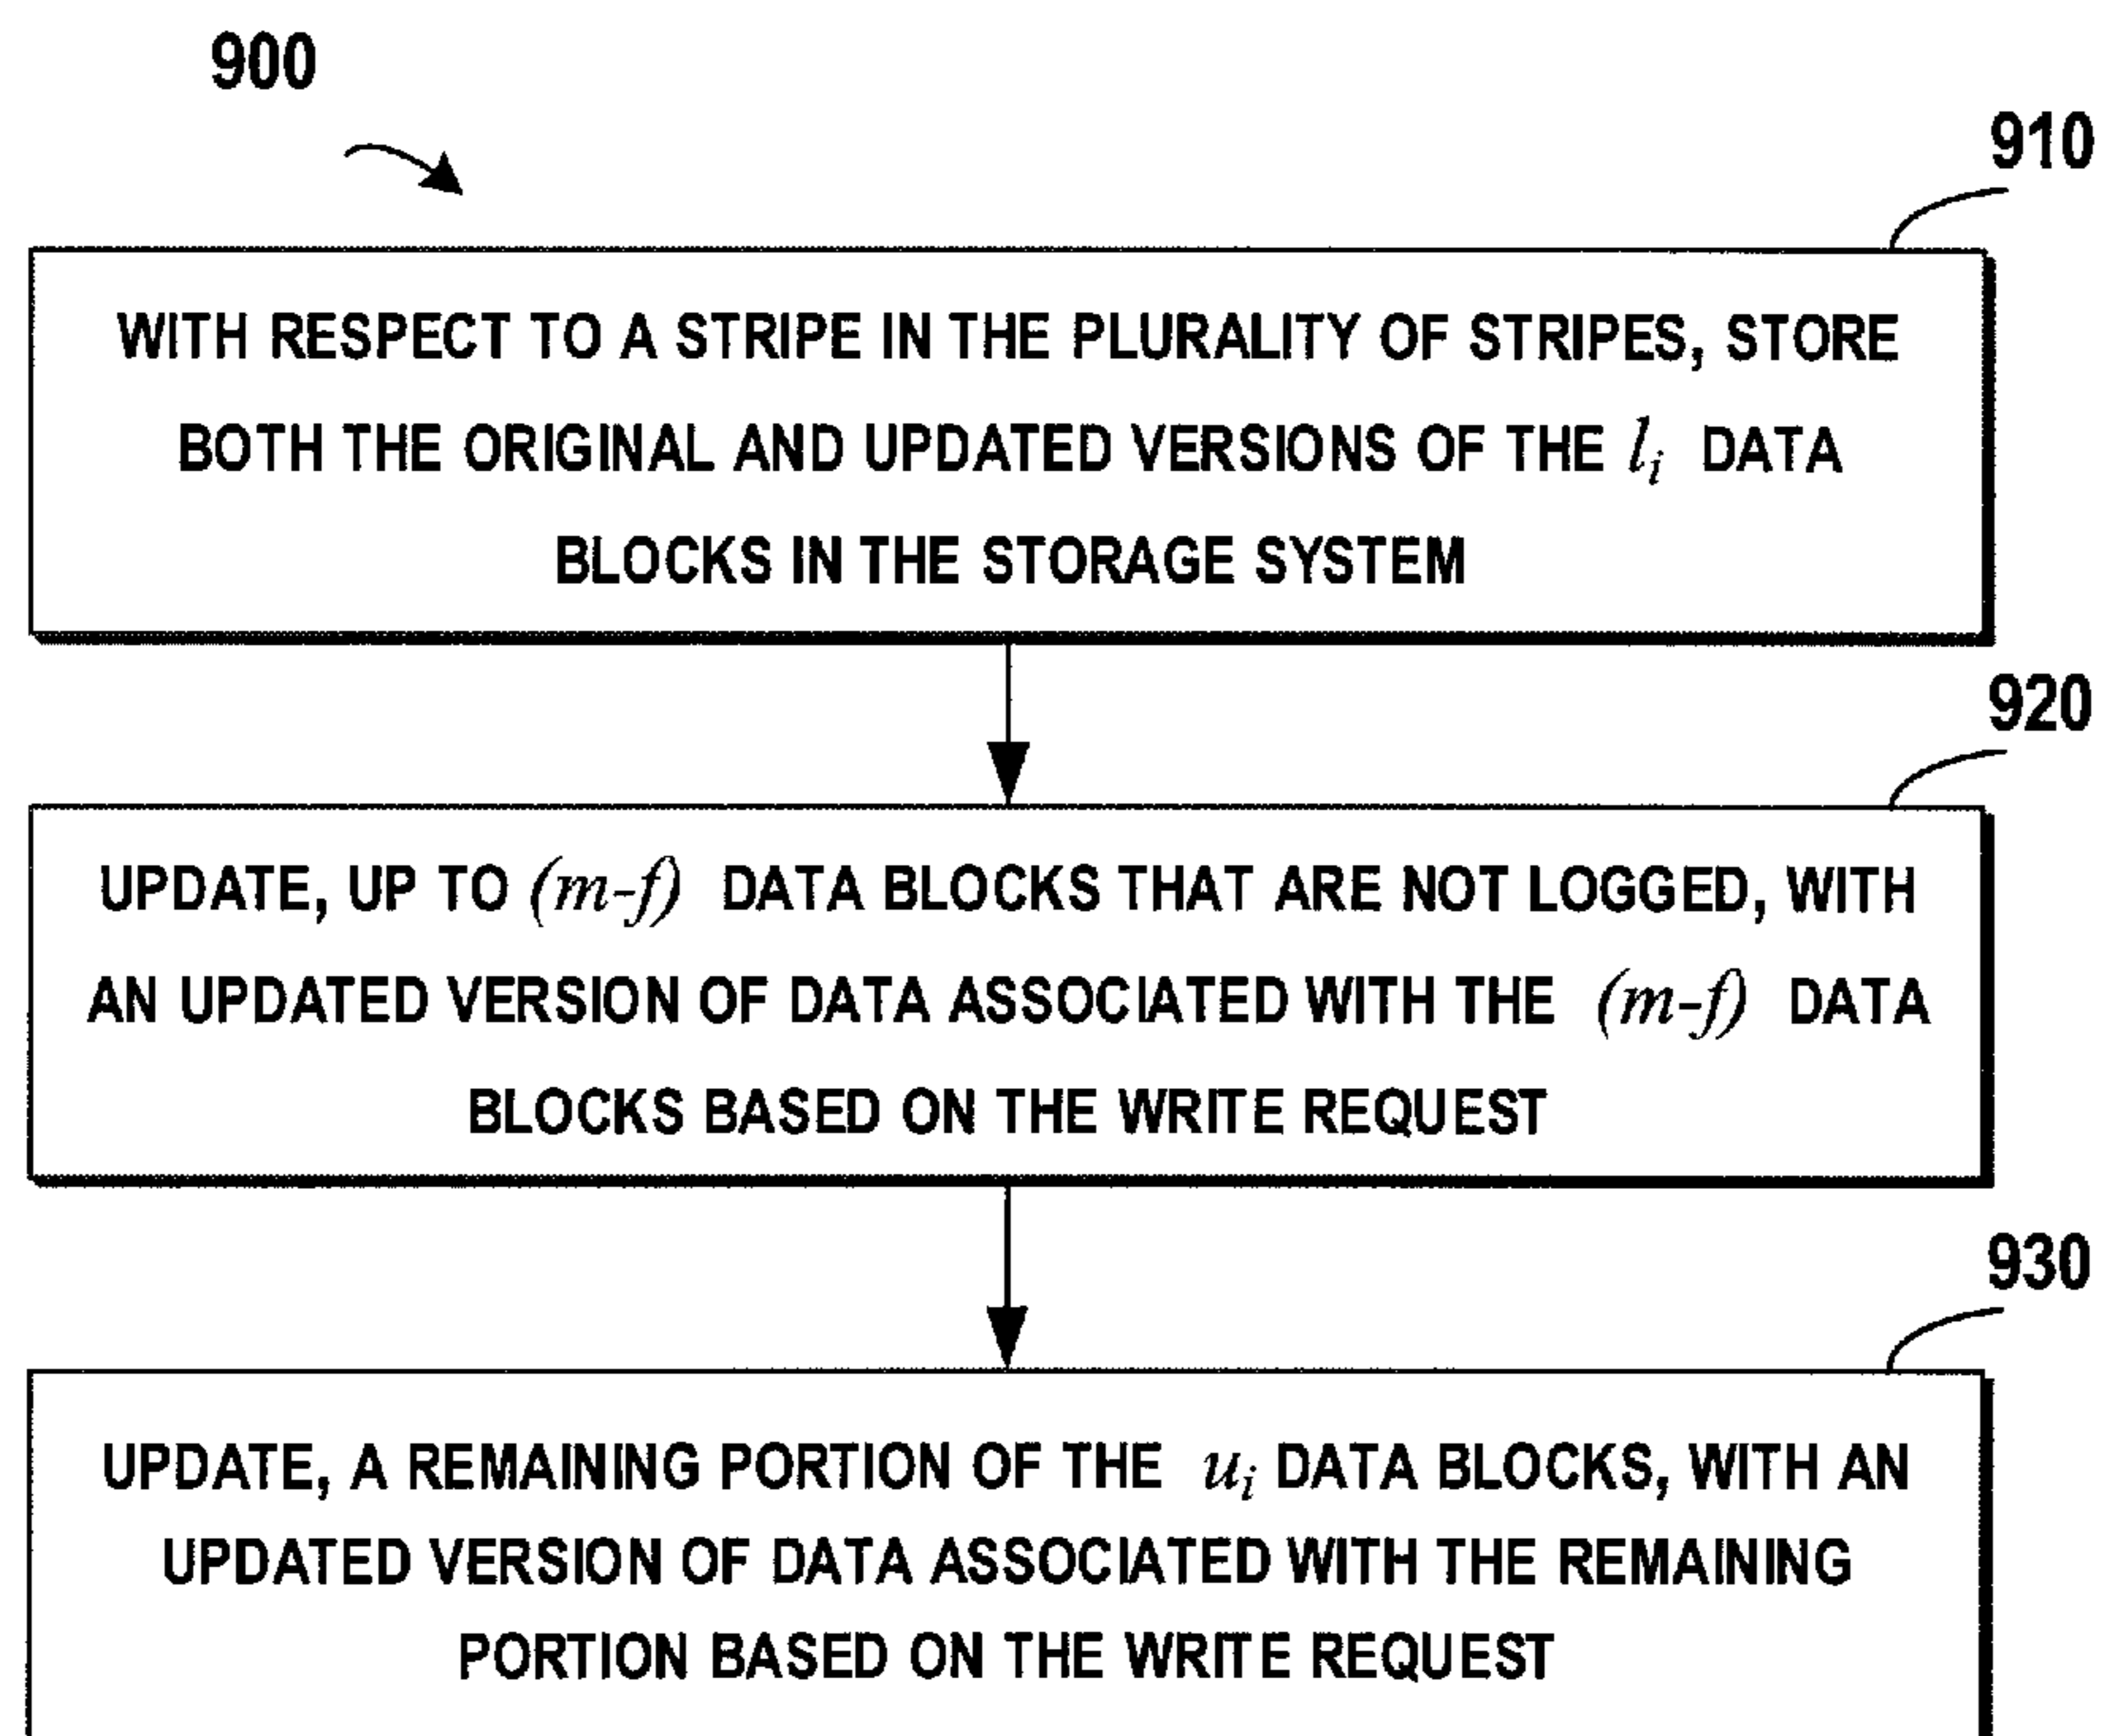 900
910
WITH RESPECT TO A STRIPE IN THE PLURALITY OF STRIPES, STORE
BOTH THE ORIGINAL AND UPDATED VERSIONS OF THE l_i DATA
BLOCKS IN THE STORAGE SYSTEM
920
UPDATE, UP TO (m-f) DATA BLOCKS THAT ARE NOT LOGGED, WITH
AN UPDATED VERSION OF DATA ASSOCIATED WITH THE (m-f) DATA
BLOCKS BASED ON THE WRITE REQUEST
930
UPDATE, A REMAINING PORTION OF THE u_i DATA BLOCKS, WITH AN
UPDATED VERSION OF DATA ASSOCIATED WITH THE REMAINING
PORTION BASED ON THE WRITE REQUEST